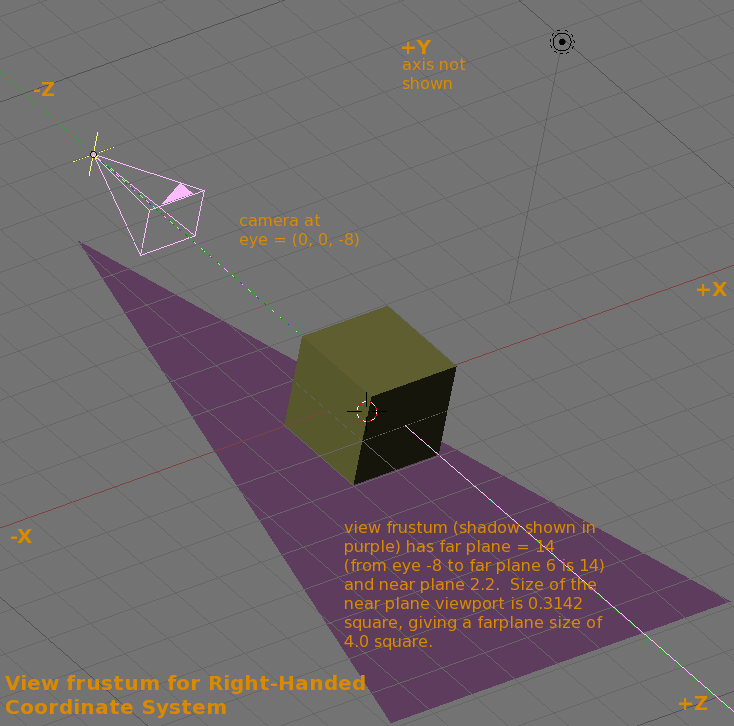 +Y
axis not
shown
-Z
camera at
eye = (0, 0, -8)
+X
-X
view frustum (shadow shown in
purple) has far plane = 14
(from eye -8 to far plane 6 is 14)
and near plane 2.2.  Size of the
near plane viewport is 0.3142
square, giving a farplane size of
4.0 square.
View frustum for Right-Handed
Coordinate System
+Z